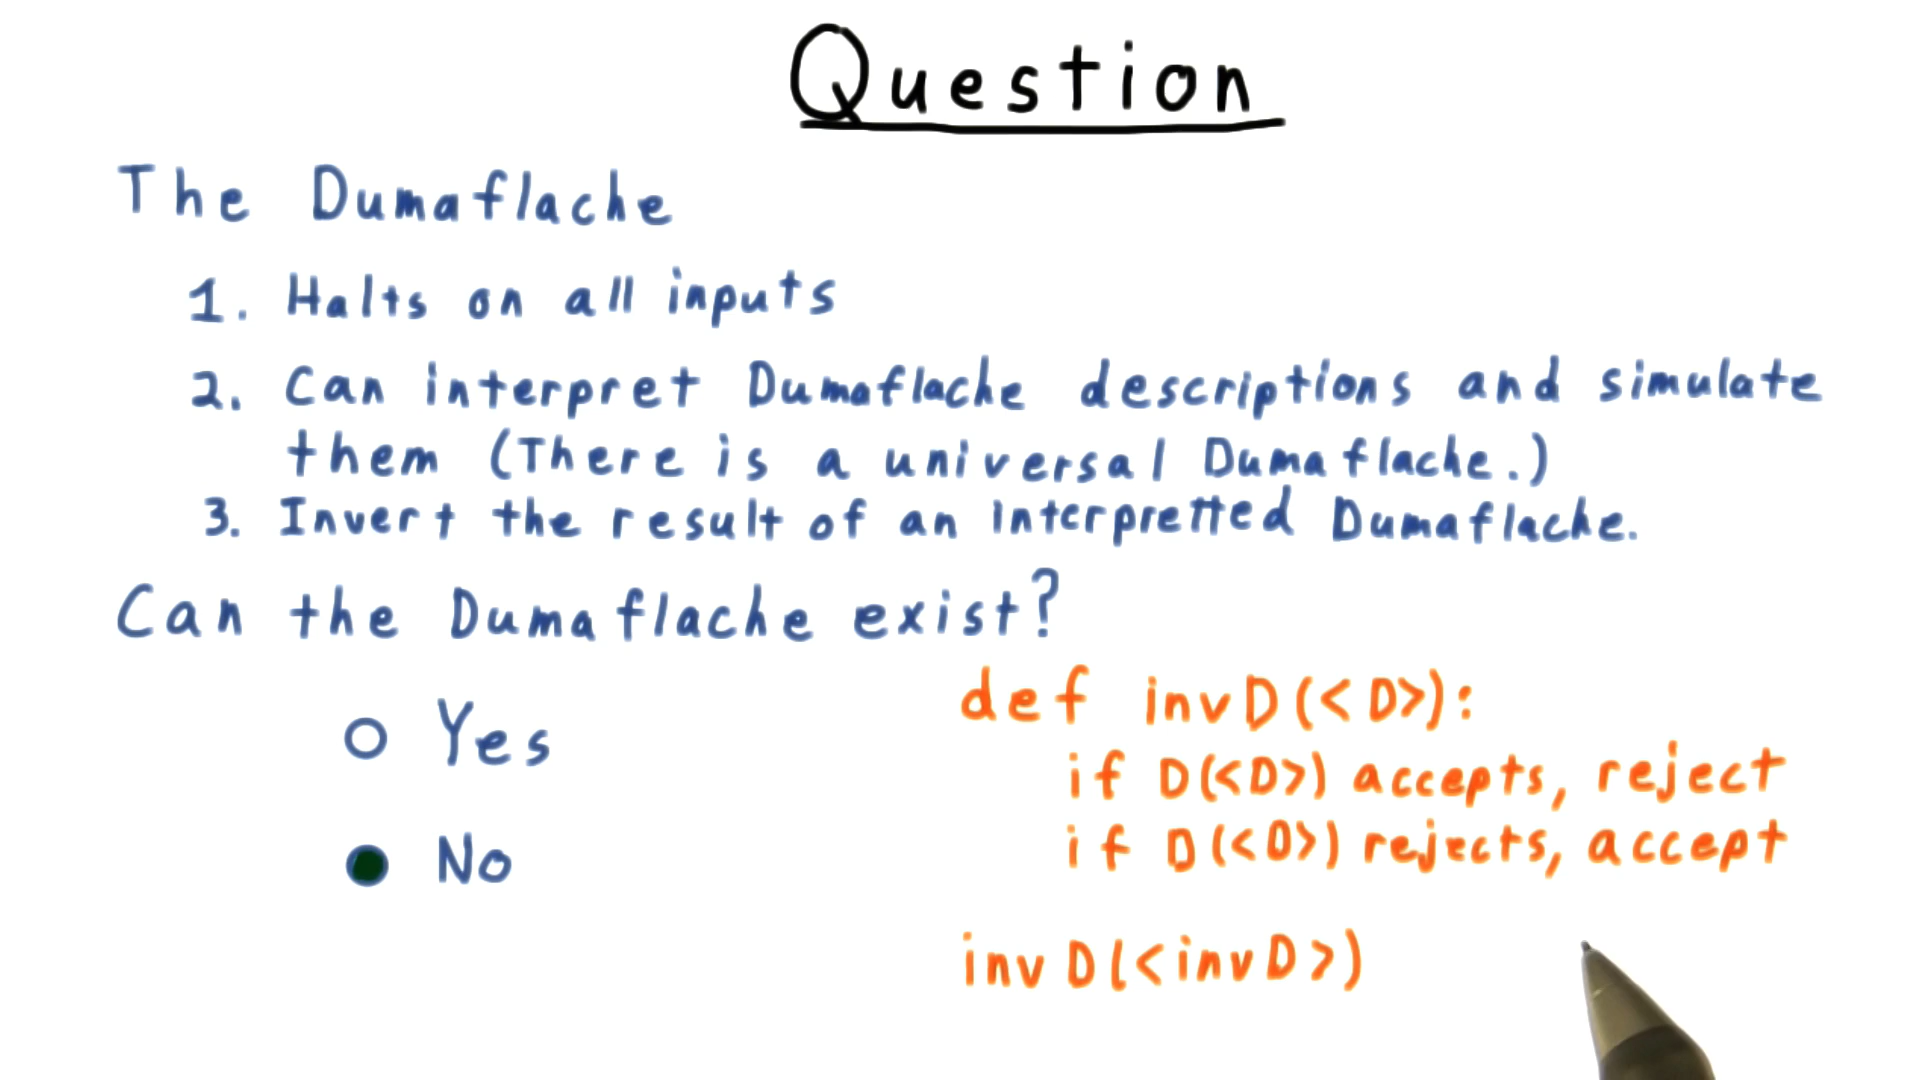 Question
The Dumaflache
1. Halts on all inputs
2. Can interpret Dumaflache descriptions and simulate
them (There is a universal Dumaflache.)
3. Invert the result of an interpretted Dumaflache.
Can the Dumaflache exist?
Yes
No
def invD(<D>):
if D(<D>) accepts, reject
if D(<D>) rejects, accept
invD(<invD>)